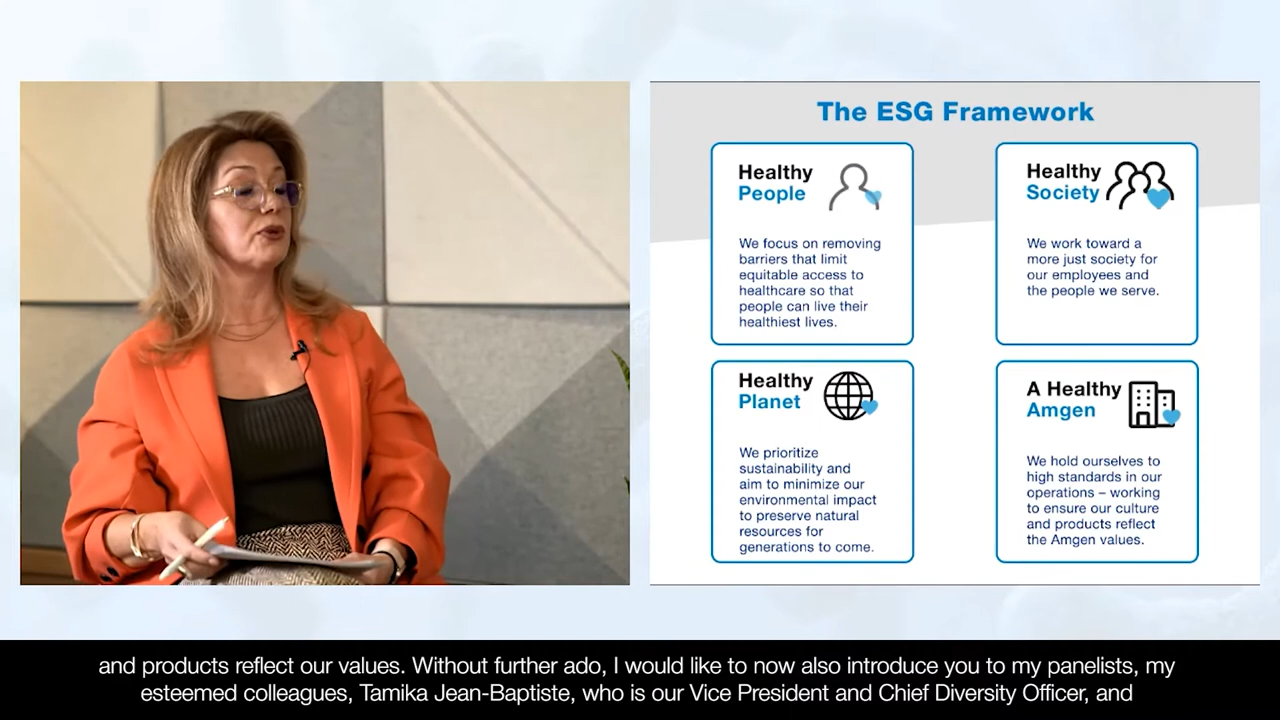 The ESG Framework
Healthy
People
We focus on removing
barriers that limit
equitable access to
healthcare so that
people can live their
healthiest lives.
Healthy
Society
We work toward a
more just society for
our employees and
the people we serve.
Healthy
Planet
We prioritize
sustainability and
aim to minimize our
environmental impact
to preserve natural
resources for
generations to come.
A Healthy
Amgen
We hold ourselves to
high standards in our
operations – working
to ensure our culture
and products reflect
the Amgen values.
and products reflect our values. Without further ado, I would like to now also introduce you to my panelists, my
esteemed colleagues, Tamika Jean-Baptiste, who is our Vice President and Chief Diversity Officer, and